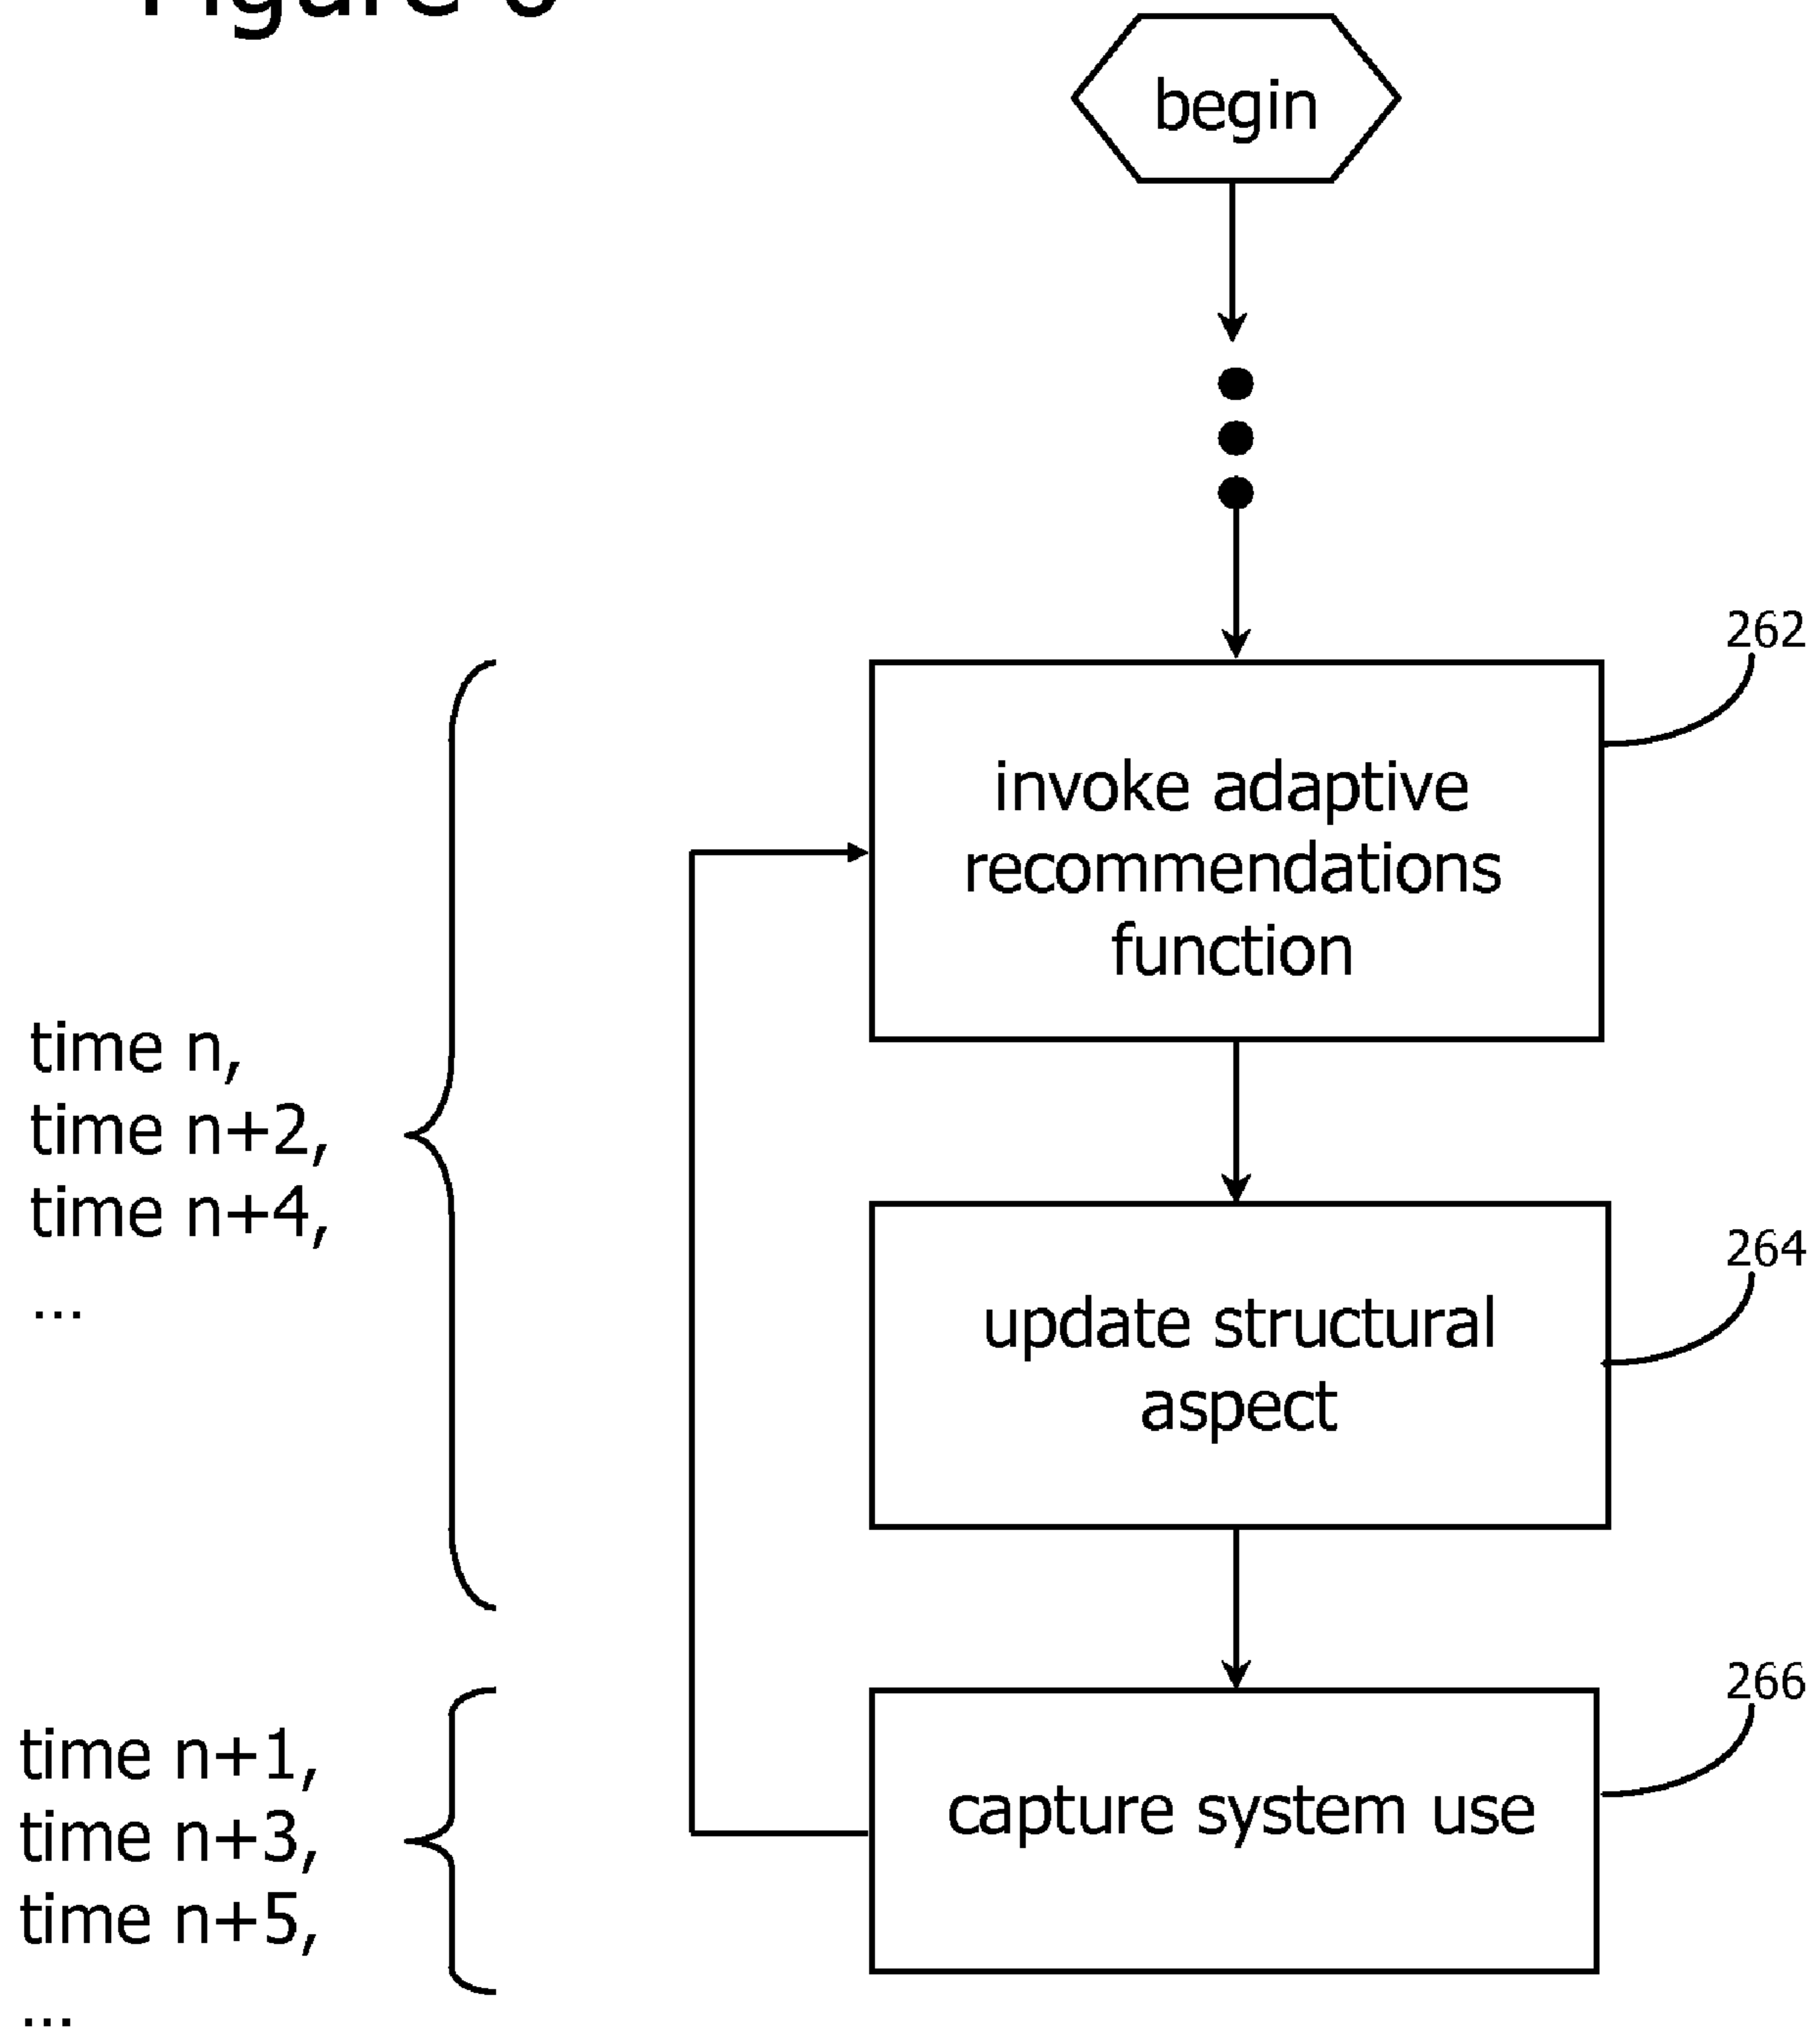 Figure
begin
262
invoke adaptive
recommendations
function
time n,
time n+2,
time n+4,
...
264
update structural
aspect
266
capture system use
time n+1,
time n+3,
time n+5,
...